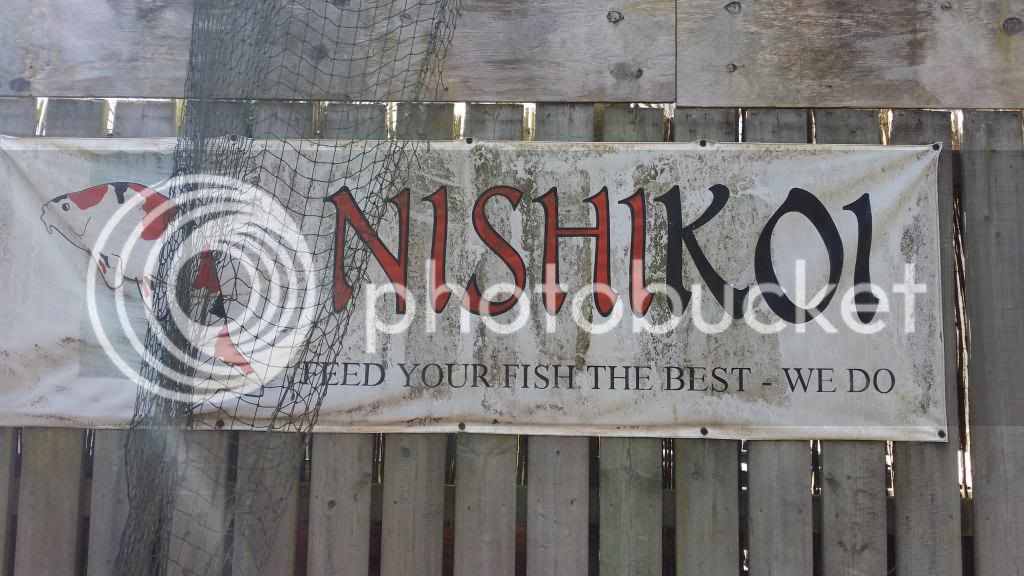 NISHIKOI
photobucket
FEED YOUR FISH THE BEST - WE DO